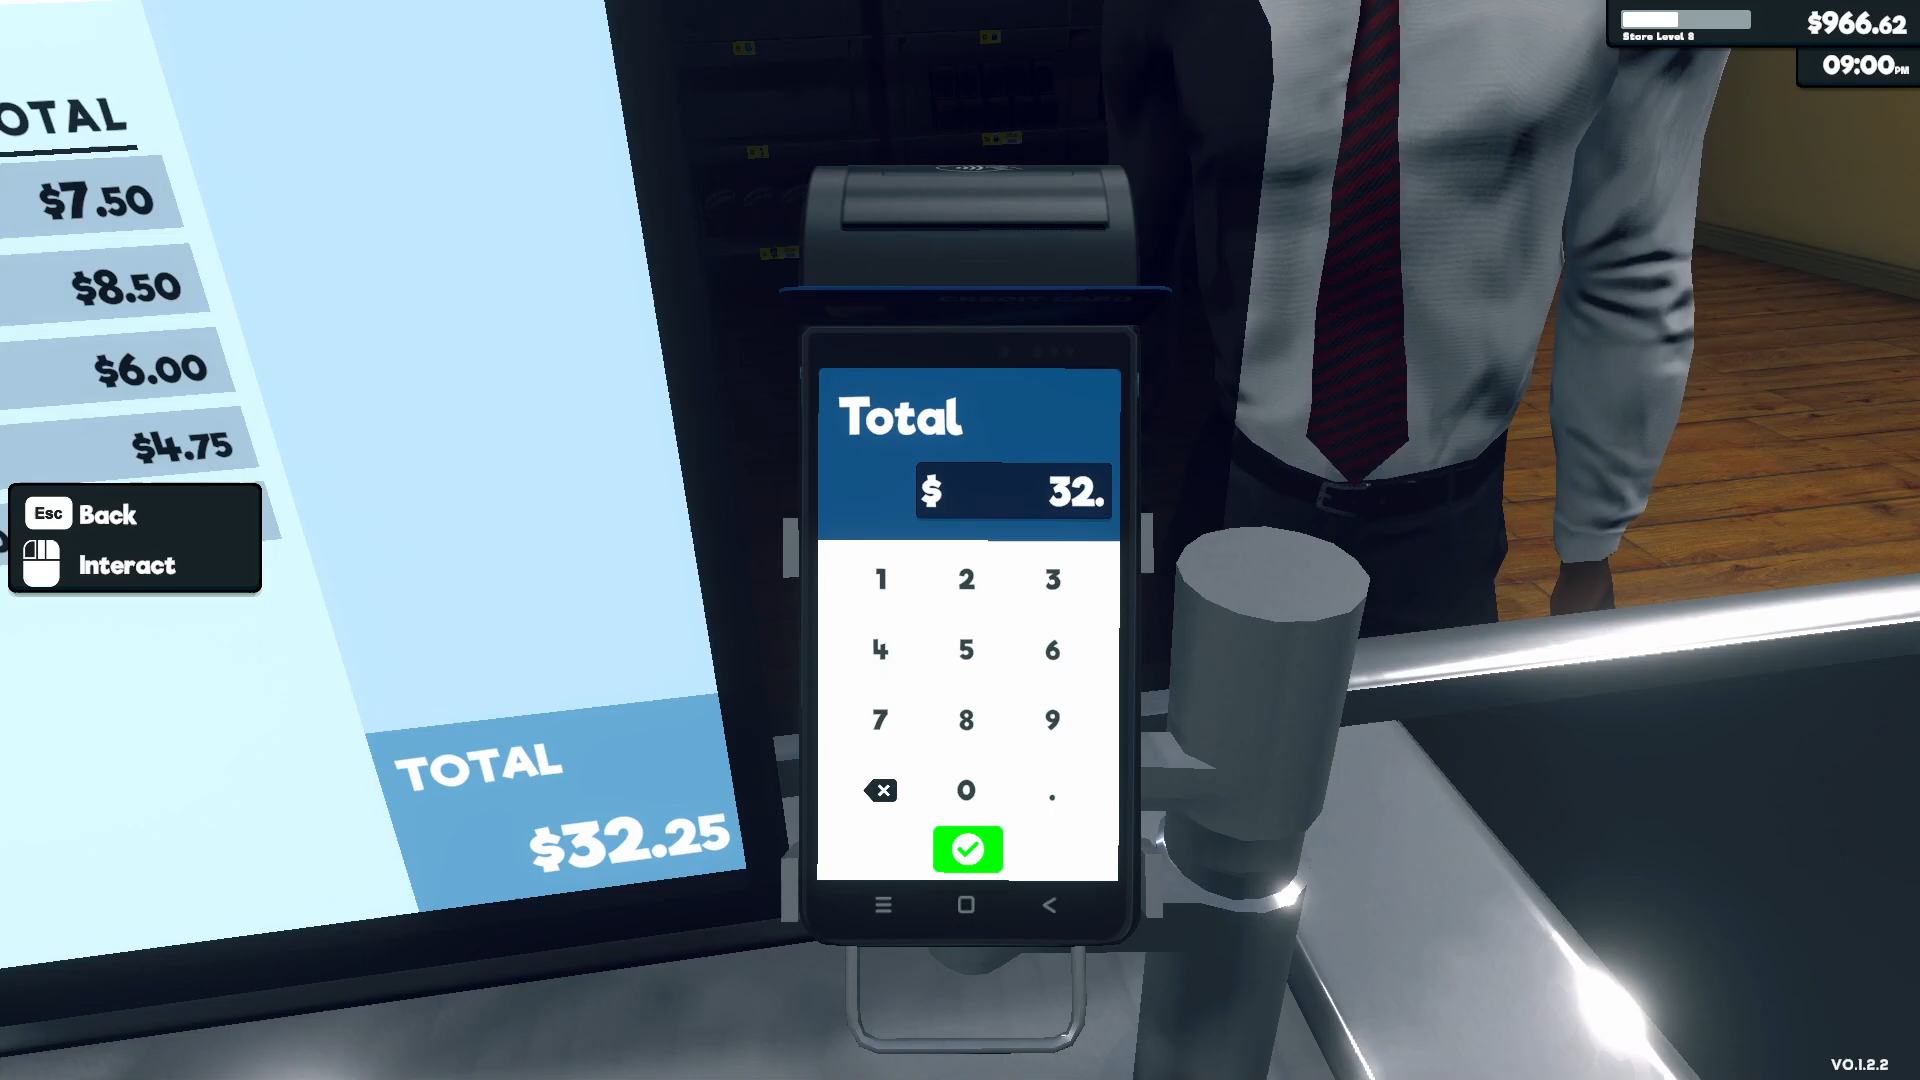 $966.62
Store Level 8
09:00PM
OTAL
$7.50
$8.50
$6.00
$4.75
Esc Back
Interact
TOTAL
$32.25
CREDIT CARD
Total
$ 32.
1 2 3
4 5 6
7 8 9
0 .
V0.1.2.2